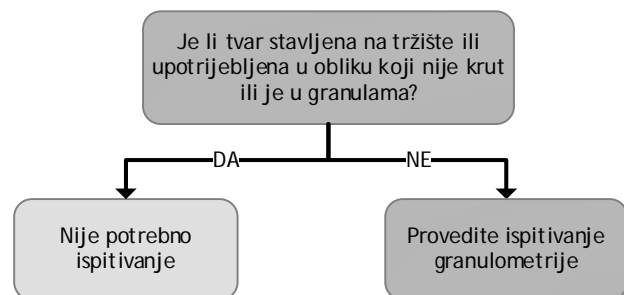 Je li tvar stavljena na tržište ili
upotrijebljena u obliku koji nije krut
ili je u granulama?
DA
NE
Nije potrebno
ispitivanje
Provedite ispitivanje
granulometrije